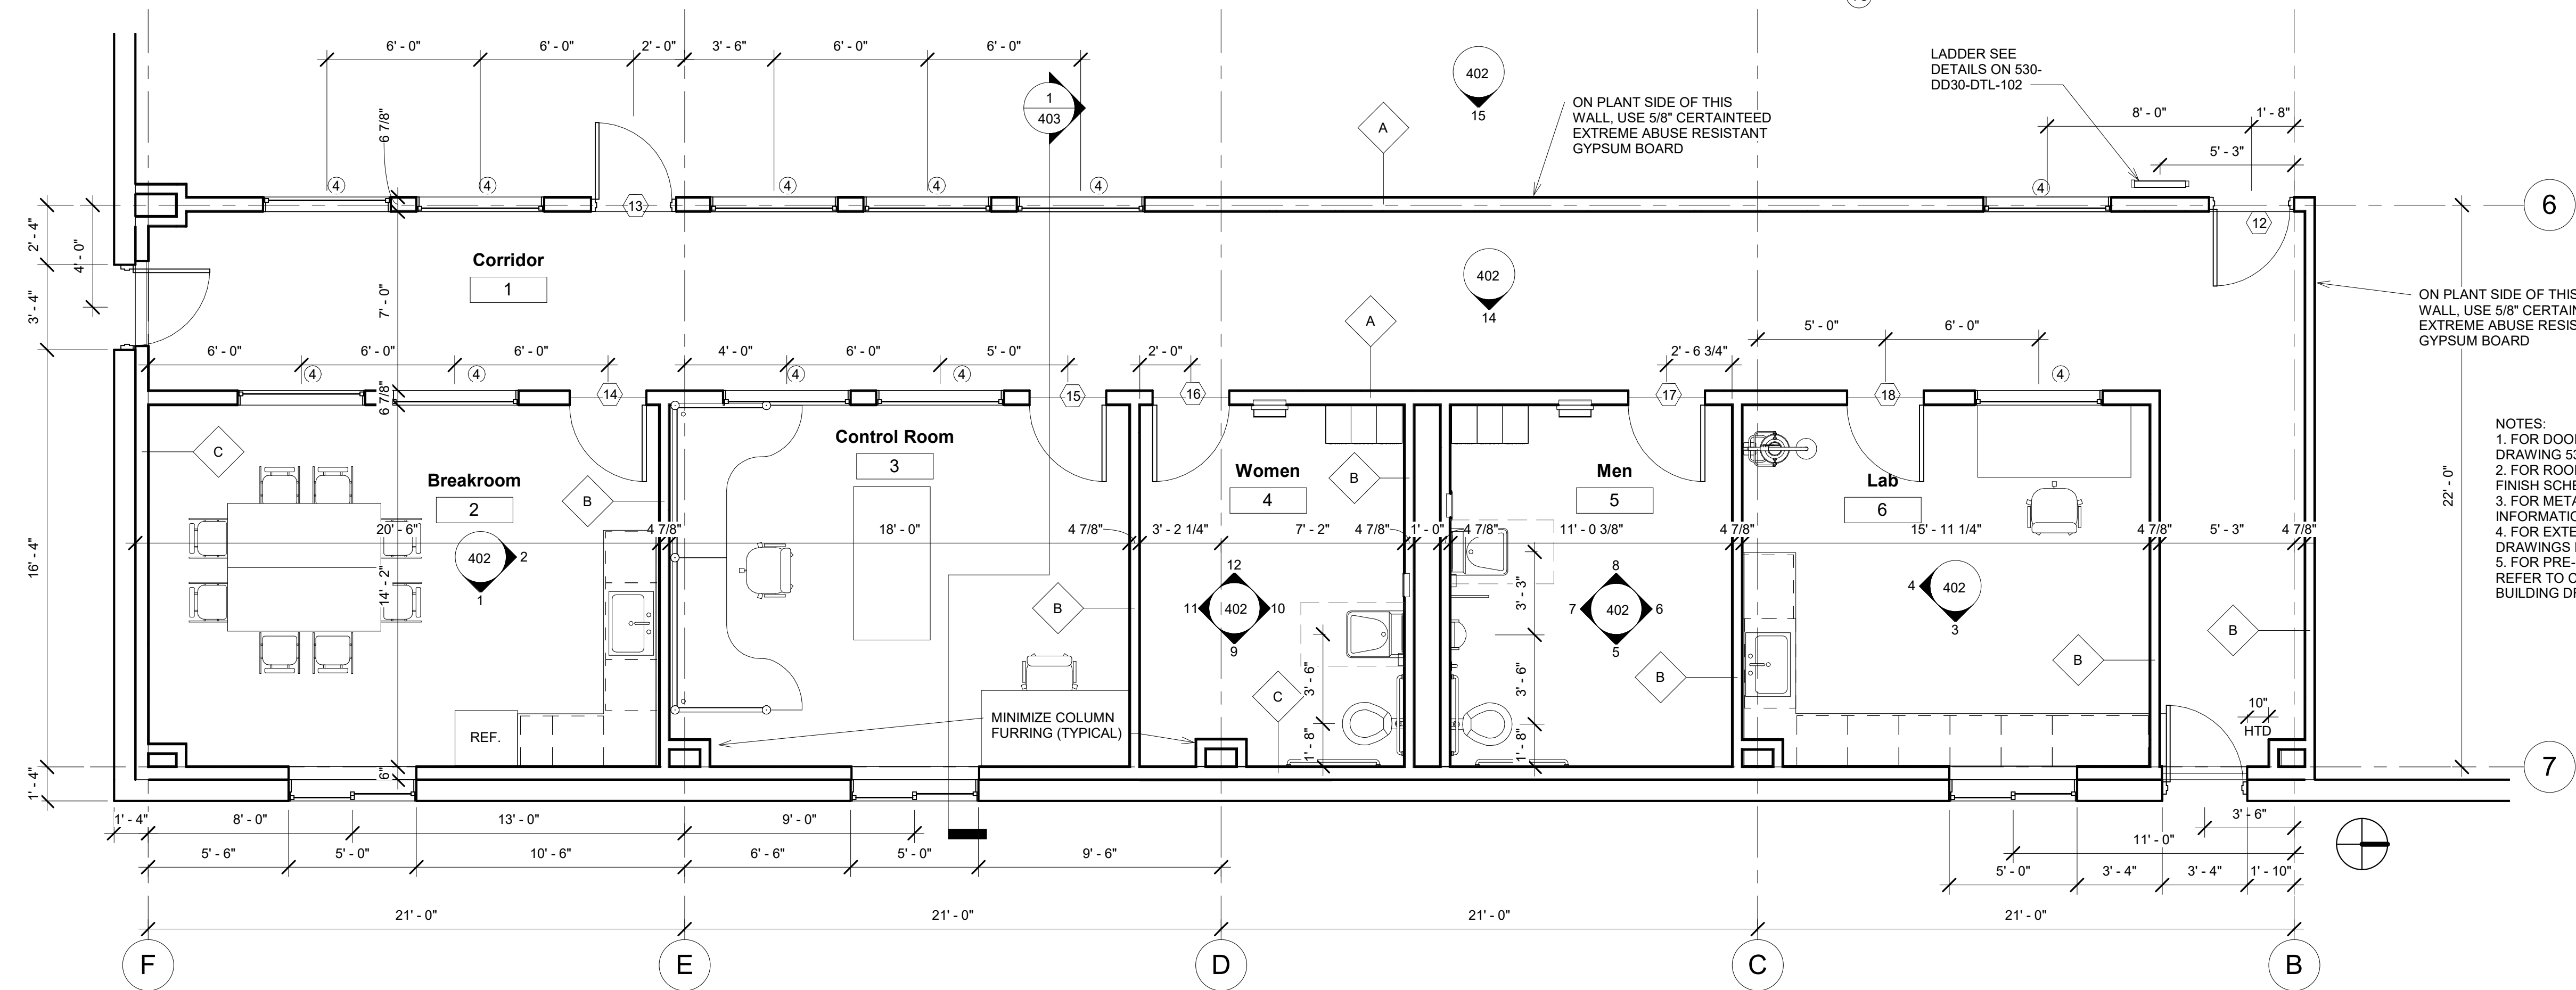 6' - 0"
6' - 0"
2' - 0"
3' - 6"
6' - 0"
6' - 0"
1
403
402
15
A
ON PLANT SIDE OF THIS
WALL, USE 5/8" CERTAINTEED
EXTREME ABUSE RESISTANT
GYPSUM BOARD
LADDER SEE
DETAILS ON 530-
DD30-DTL-102
8' - 0"
1' - 8"
5' - 3"
6 7/8"
4
4
13
4
4
4
4
12
6
2' - 4"
4' - 0"
3' - 4"
Corridor
1
7' - 0"
402
14
A
ON PLANT SIDE OF THIS
WALL, USE 5/8" CERTAIN
EXTREME ABUSE RESIS
GYPSUM BOARD
6' - 0"
6' - 0"
6' - 0"
4' - 0"
6' - 0"
5' - 0"
2' - 0"
2' - 6 3/4"
5' - 0"
6' - 0"
4
4
14
4
4
15
16
17
18
4
6 7/8"
C
Breakroom
2
B
Control Room
3
Women
4
B
Men
5
Lab
6
22' - 0"
NOTES:
1. FOR DOO
DRAWING 53
2. FOR ROO
FINISH SCHE
3. FOR META
INFORMATIO
4. FOR EXTE
DRAWINGS
5. FOR PRE-
REFER TO C
BUILDING DR
16' - 4"
20' - 6"
4 7/8"
18' - 0"
4 7/8"
3' - 2 1/4"
7' - 2"
4 7/8"
1' - 0"
4 7/8"
11' - 0 3/8"
4 7/8"
15' - 11 1/4"
4 7/8"
5' - 3"
4 7/8"
402
2
1
14' - 2"
B
12
11
402
10
9
3' - 3"
8
7
402
6
5
4
402
3
B
B
B
3' - 6"
3' - 6"
C
MINIMIZE COLUMN
FURRING (TYPICAL)
REF.
1' - 8"
1' - 8"
10"
HTD
7
1' - 4"
6"
1' - 4"
8' - 0"
13' - 0"
9' - 0"
3' - 6"
11' - 0"
5' - 6"
5' - 0"
10' - 6"
6' - 6"
5' - 0"
9' - 6"
5' - 0"
3' - 4"
3' - 4"
1' - 10"
21' - 0"
21' - 0"
21' - 0"
21' - 0"
F
E
D
C
B